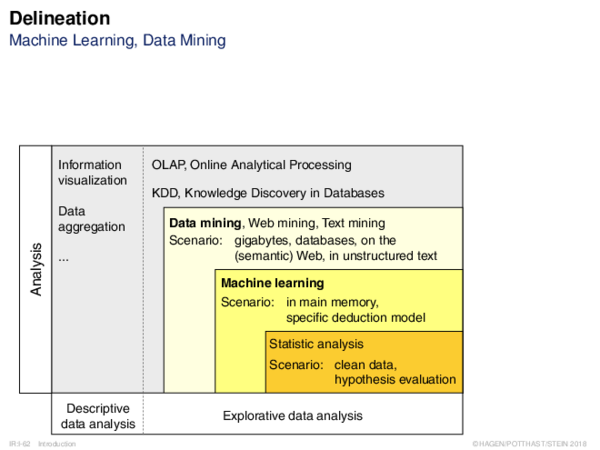 Delineation
Machine Learning, Data Mining
Analysis
Information
visualization
Data
aggregation
...
OLAP, Online Analytical Processing
KDD, Knowledge Discovery in Databases
Data mining, Web mining, Text mining
Scenario: gigabytes, databases, on the
(semantic) Web, in unstructured text
Machine learning
Scenario: in main memory,
specific deduction model
Statistic analysis
Scenario: clean data,
hypothesis evaluation
Descriptive
data analysis
Explorative data analysis
IR:I-62 Introduction
©HAGEN/POTTHAST/STEIN 2018